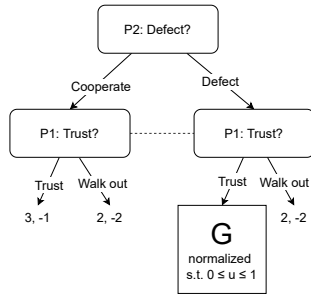 P2: Defect?
Cooperate
Defect
P1: Trust?
P1: Trust?
Trust
Walk out
Trust
Walk out
3, -1
2, -2
2, -2
G
normalized
s.t. 0 ≤ u ≤ 1